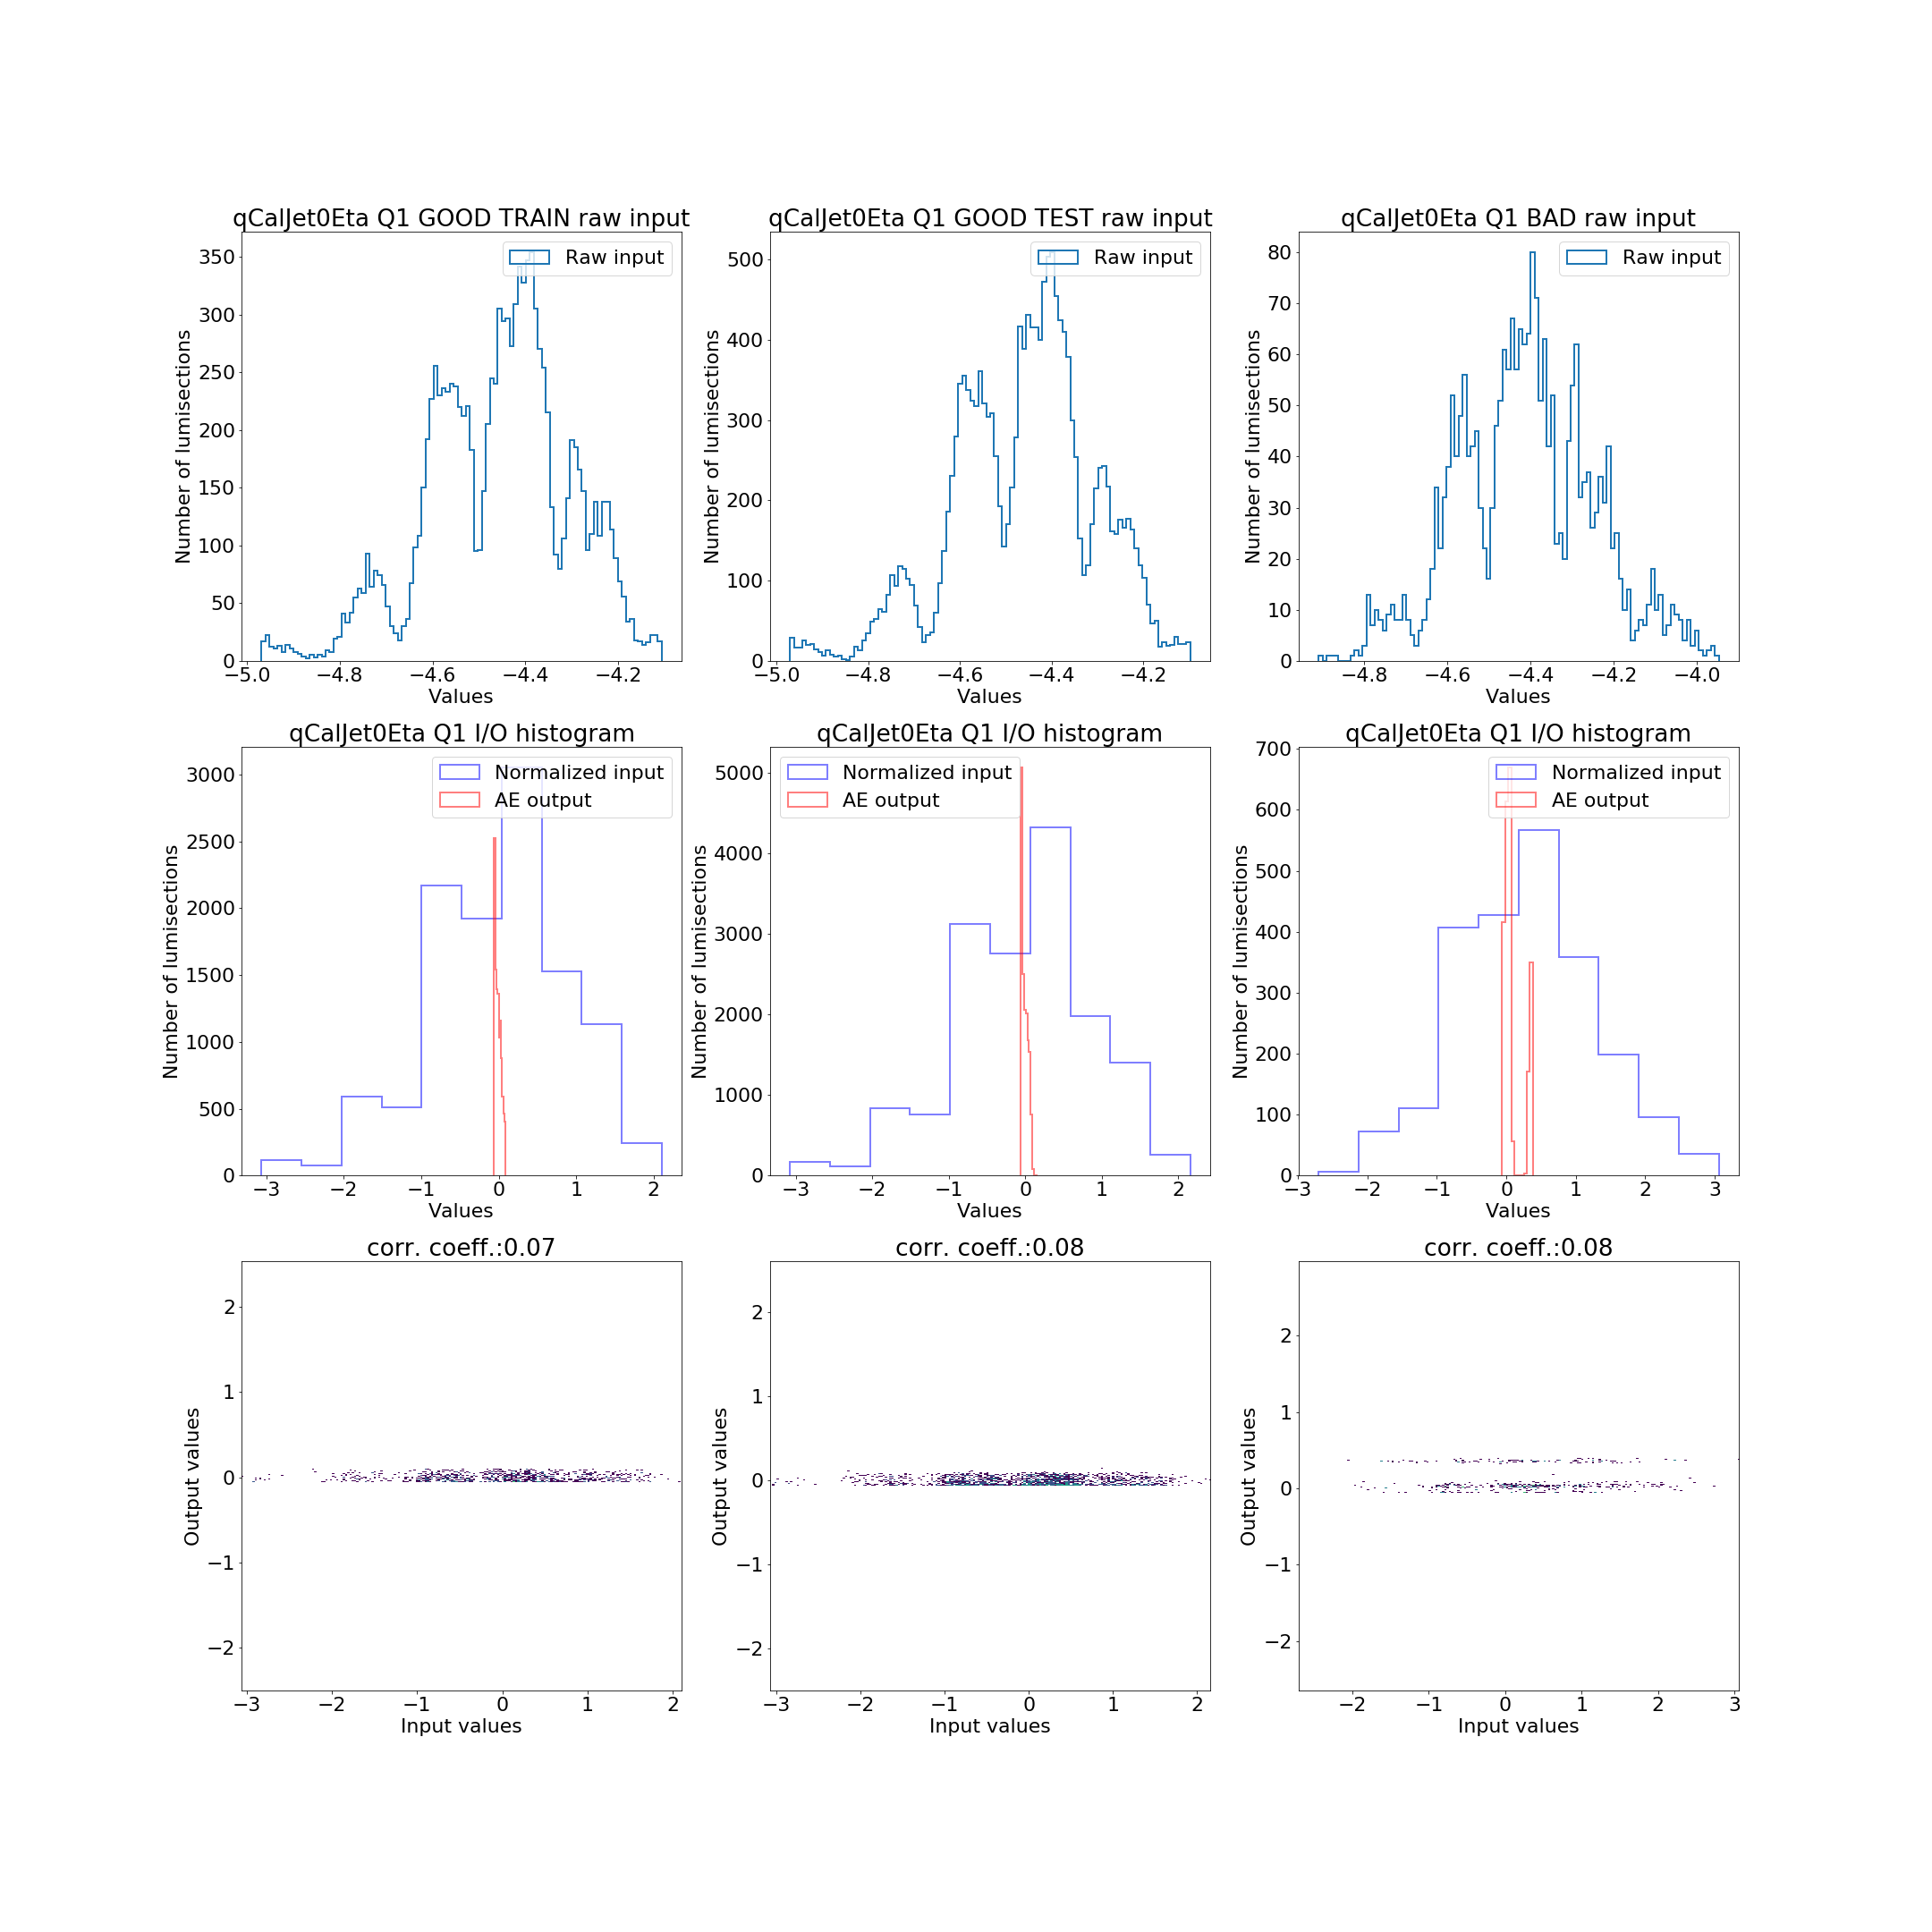 qCalJet0Eta Q1 GOOD TRAIN raw input
qCalJet0Eta Q1 GOOD TEST raw input
qCalJet0Eta Q1 BAD raw input
Raw input
Raw input
Raw input
Number of lumisections
350
300
250
200
150
100
50
0
−5.0 −4.8 −4.6 −4.4 −4.2
Values
Number of lumisections
500
400
300
200
100
0
−5.0 −4.8 −4.6 −4.4 −4.2
Values
Number of lumisections
80
70
60
50
40
30
20
10
0
−4.8 −4.6 −4.4 −4.2 −4.0
Values
qCalJet0Eta Q1 I/O histogram
Normalized input
AE output
Number of lumisections
3000
2500
2000
1500
1000
500
0
−3 −2 −1 0 1 2
Values
qCalJet0Eta Q1 I/O histogram
Normalized input
AE output
Number of lumisections
5000
4000
3000
2000
1000
0
−3 −2 −1 0 1 2
Values
qCalJet0Eta Q1 I/O histogram
Normalized input
AE output
Number of lumisections
700
600
500
400
300
200
100
0
−3 −2 −1 0 1 2 3
Values
corr. coeff.:0.07
Output values
2
1
0
−1
−2
−3 −2 −1 0 1 2
Input values
corr. coeff.:0.08
Output values
2
1
0
−1
−2
−3 −2 −1 0 1 2
Input values
corr. coeff.:0.08
Output values
2
1
0
−1
−2
−2 −1 0 1 2 3
Input values